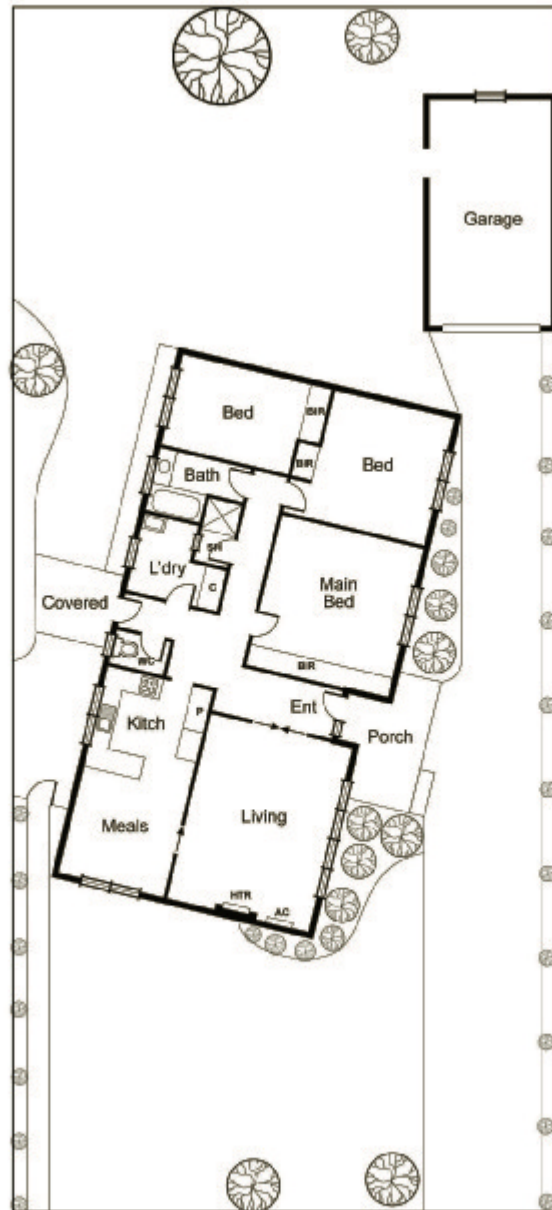 Garage
Bed
BIR
BIR
Bed
Bath
SH
L'dry
C
Main
Bed
Covered
WC
BIR
Ent
Kitch
P
Porch
Living
Meals
HTR
AC